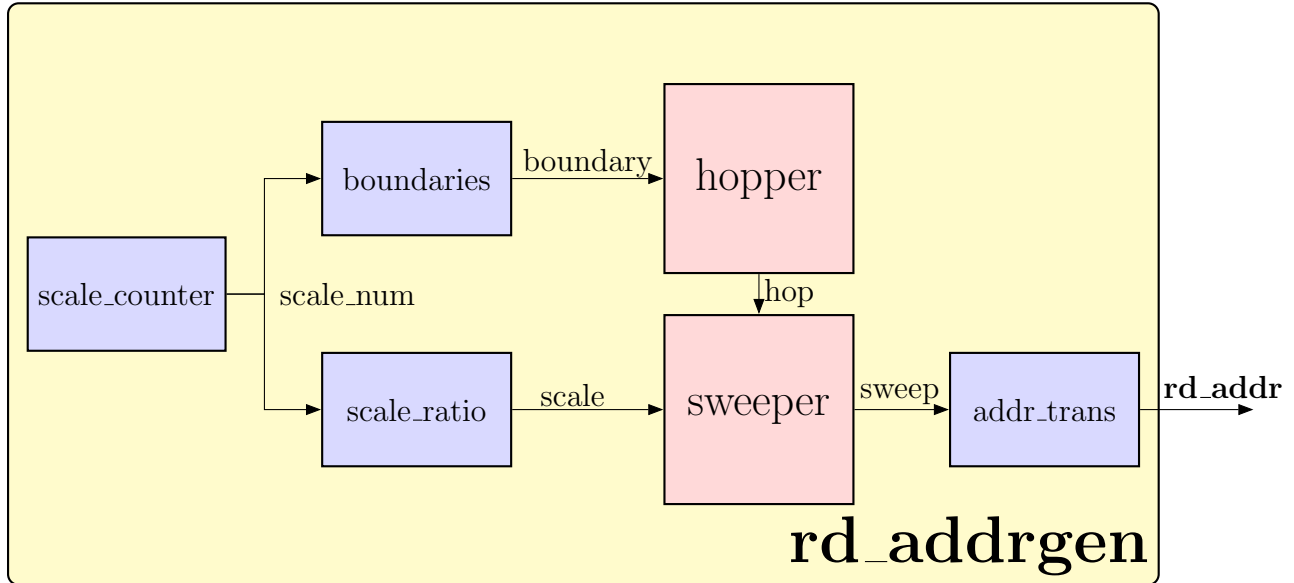 boundaries
boundary
hopper
scale_counter
scale_num
hop
scale_ratio
scale
sweeper
sweep
addr_trans
rd_addr
rd_addrgen